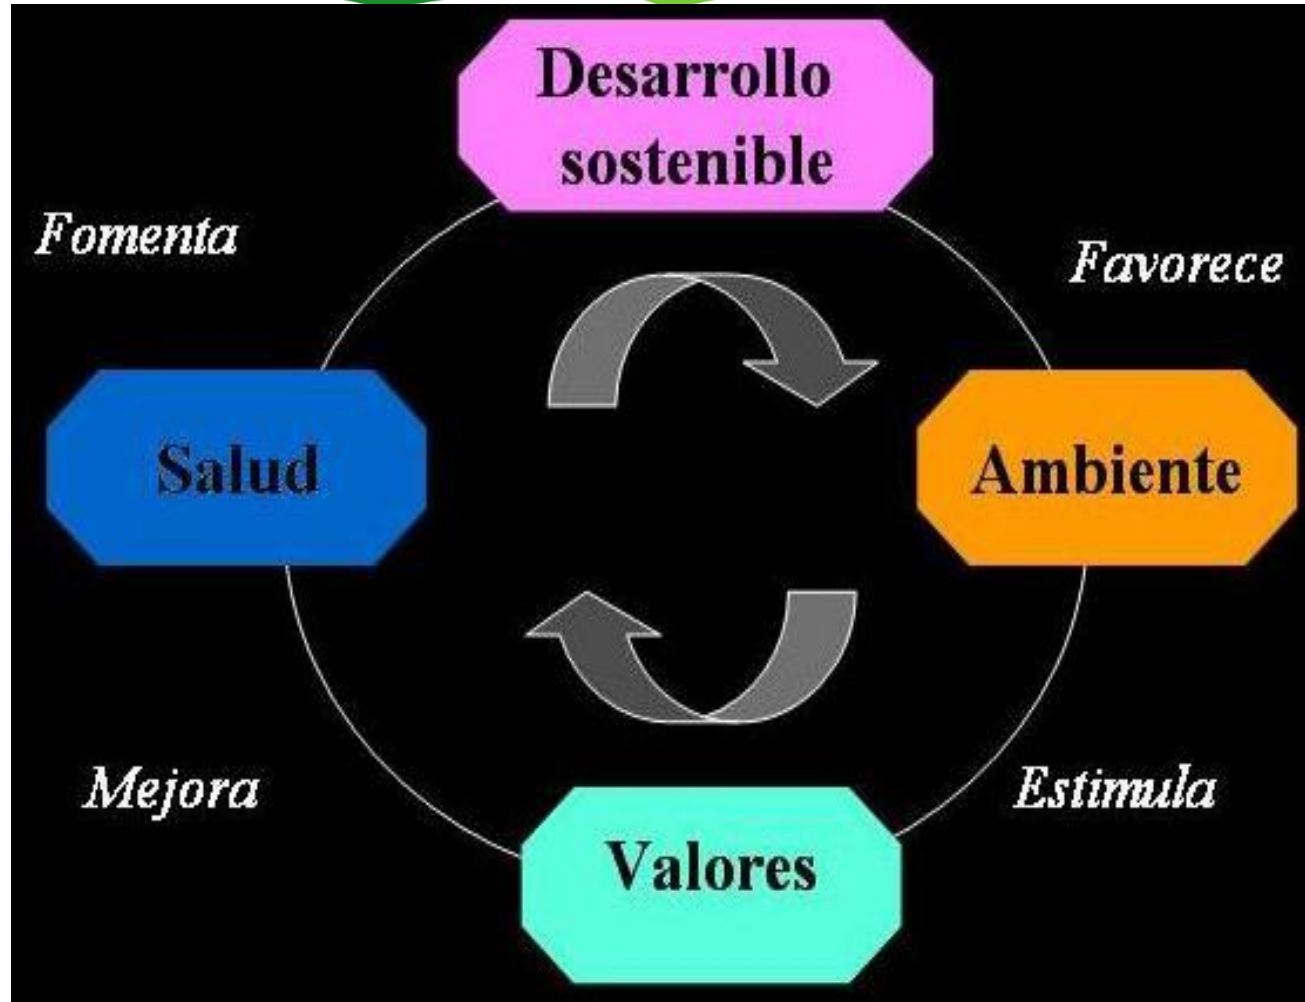 Desarrollo
sostenible
Fomenta
Favorece
Salud
Ambiente
Mejora
Estimula
Valores